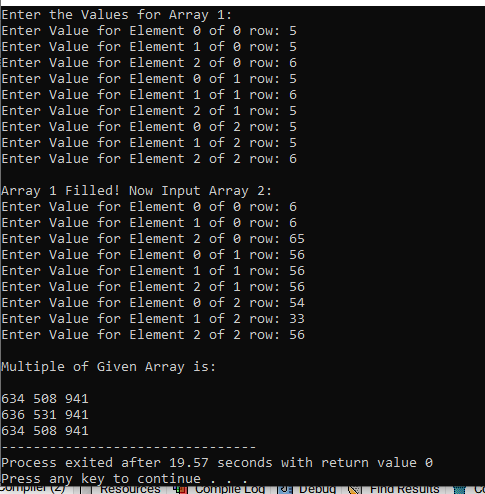 Enter the Values for Array 1:
Enter Value for Element 0 of 0 row: 5
Enter Value for Element 1 of 0 row: 5
Enter Value for Element 2 of 0 row: 6
Enter Value for Element 0 of 1 row: 5
Enter Value for Element 1 of 1 row: 6
Enter Value for Element 2 of 1 row: 5
Enter Value for Element 0 of 2 row: 5
Enter Value for Element 1 of 2 row: 5
Enter Value for Element 2 of 2 row: 6
Array 1 Filled! Now Input Array 2:
Enter Value for Element 0 of 0 row: 6
Enter Value for Element 1 of 0 row: 6
Enter Value for Element 2 of 0 row: 65
Enter Value for Element 0 of 1 row: 56
Enter Value for Element 1 of 1 row: 56
Enter Value for Element 2 of 1 row: 56
Enter Value for Element 0 of 2 row: 54
Enter Value for Element 1 of 2 row: 33
Enter Value for Element 2 of 2 row: 56
Multiple of Given Array is:
634 508 941
636 531 941
634 508 941
--------------------------------
Process exited after 19.57 seconds with return value 0
Press any key to continue . . .
Compiler (2) Resources Compile Log Debug Find Results